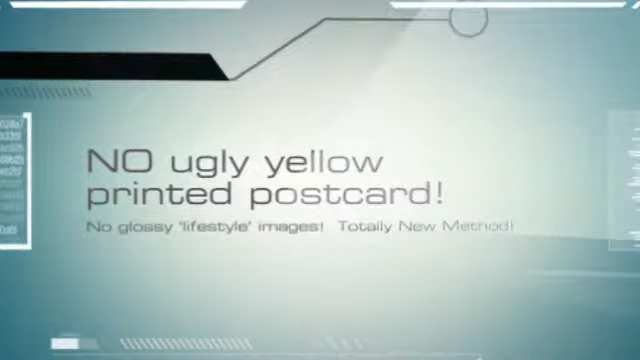 NO ugly yellow
printed postcard!
No glossy 'lifestyle' images! Totally New Method!